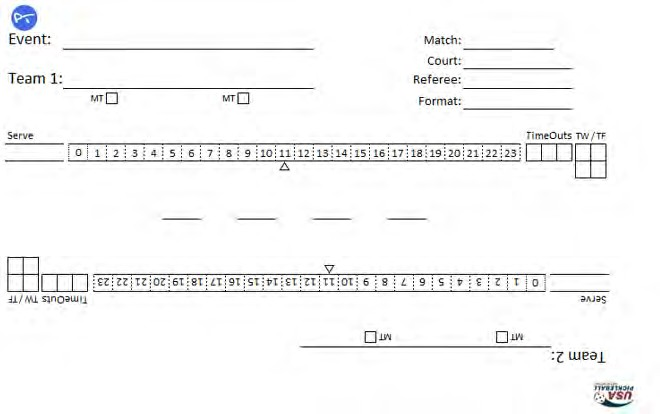 Event:
Match:
Court:
Team 1:
Referee:
MT MT
Format:
Serve
TimeOuts TW / TF
0 1 2 3 4 5 6 7 8 9 10 11 12 13 14 15 16 17 18 19 20 21 22 23
Serve
TimeOuts TW / TF
0 1 2 3 4 5 6 7 8 9 10 11 12 13 14 15 16 17 18 19 20 21 22 23
MT MT
Team 2:
USA
PICKLEBALL